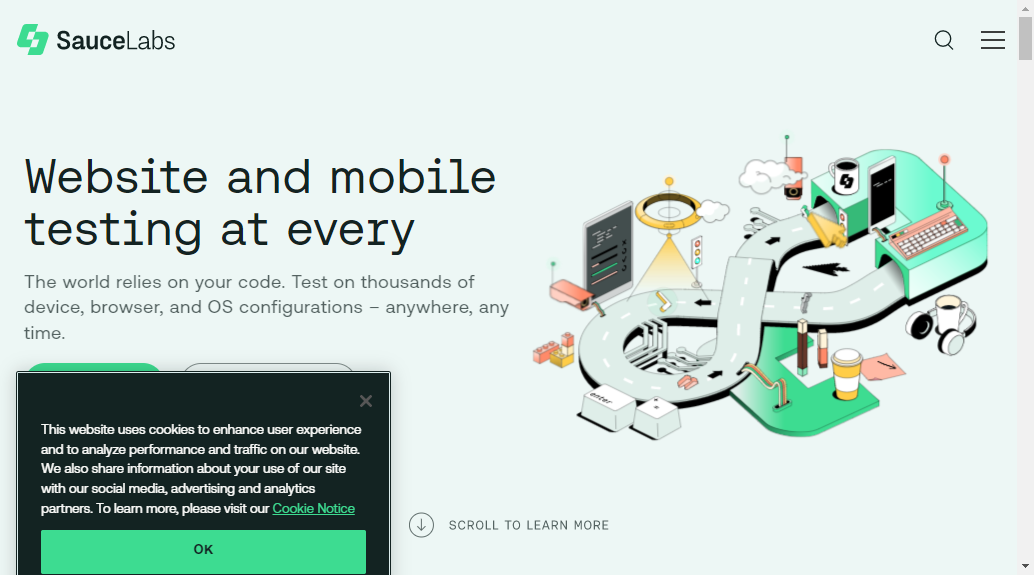 SauceLabs
Website and mobile
testing at every
The world relies on your code. Test on thousands of
device, browser, and OS configurations – anywhere, any
time.
enter
This website uses cookies to enhance user experience
and to analyze performance and traffic on our website.
We also share information about your use of our site
with our social media, advertising and analytics
partners. To learn more, please visit our Cookie Notice
OK
SCROLL TO LEARN MORE